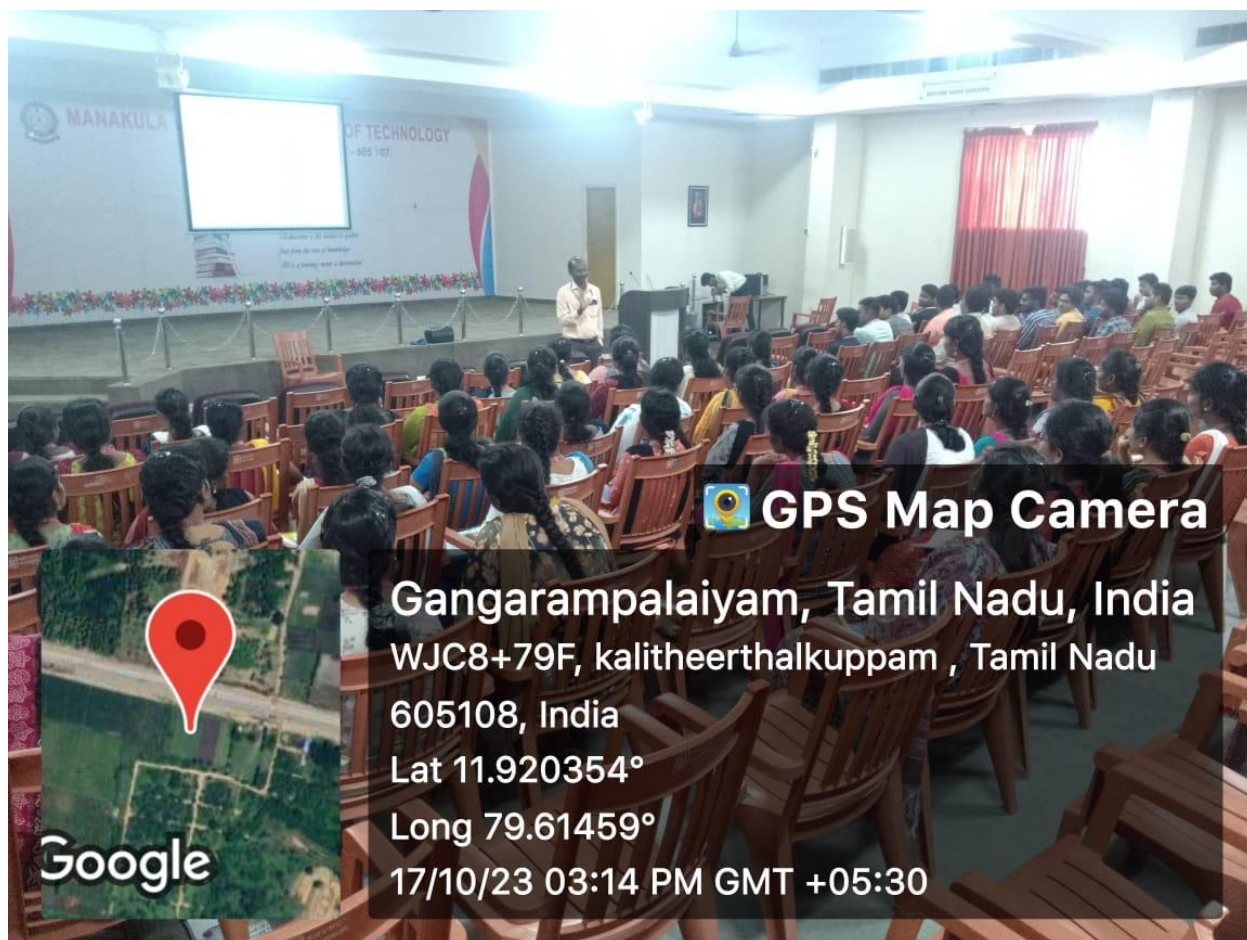 MANAKULA
OF TECHNOLOGY
- 605 107.
GPS Map Camera
Gangarampalaiyam, Tamil Nadu, India
WJC8+79F, kalitheerthalkuppam , Tamil Nadu
605108, India
Lat 11.920354°
Long 79.61459°
17/10/23 03:14 PM GMT +05:30
Google